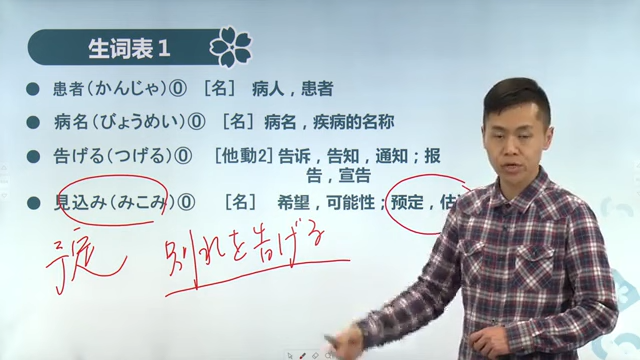 生词表1
● 患者(かんじゃ)⓪ [名] 病人，患者
● 病名(びょうめい)⓪ [名] 病名，疾病的名称
● 告げる(つげる)⓪ [他動2] 告诉，告知，通知；报
告，宣告
● 見込み(みこみ)⓪ [名] 希望，可能性；预定，估
予定 別れを告げる